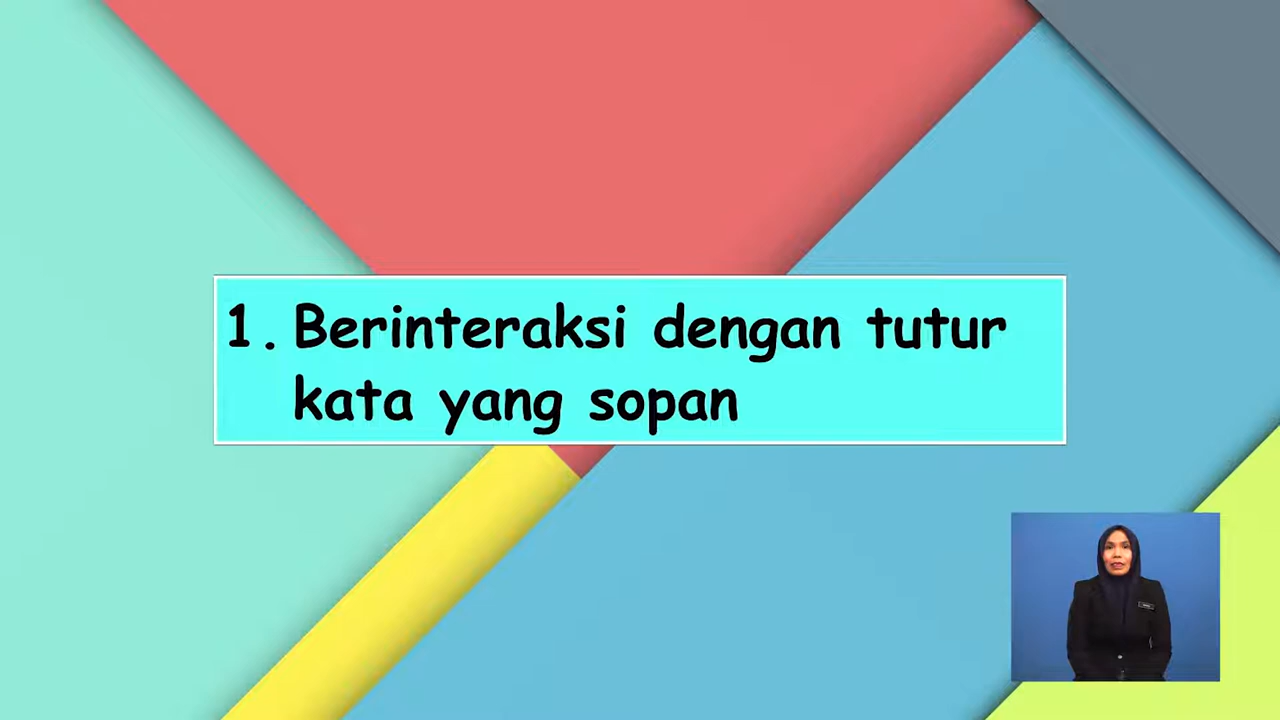 1. Berinteraksi dengan tutur
kata yang sopan